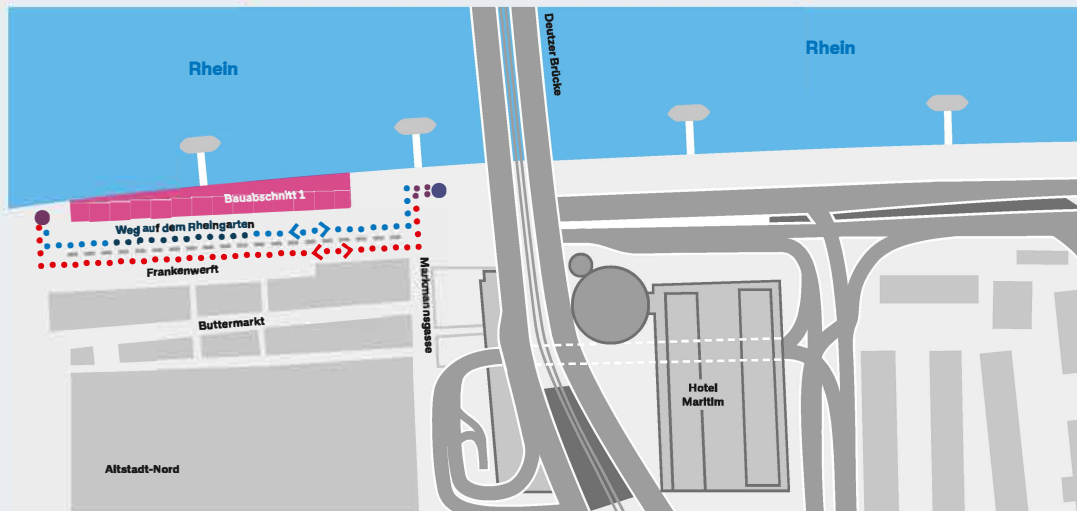 Deutzer Brücke
Rhein
Rhein
Bauabschnitt 1
Weg auf dem Rheingarten
Frankenwerft
Markmannsgasse
Buttermarkt
Hotel
Maritim
Altstadt-Nord